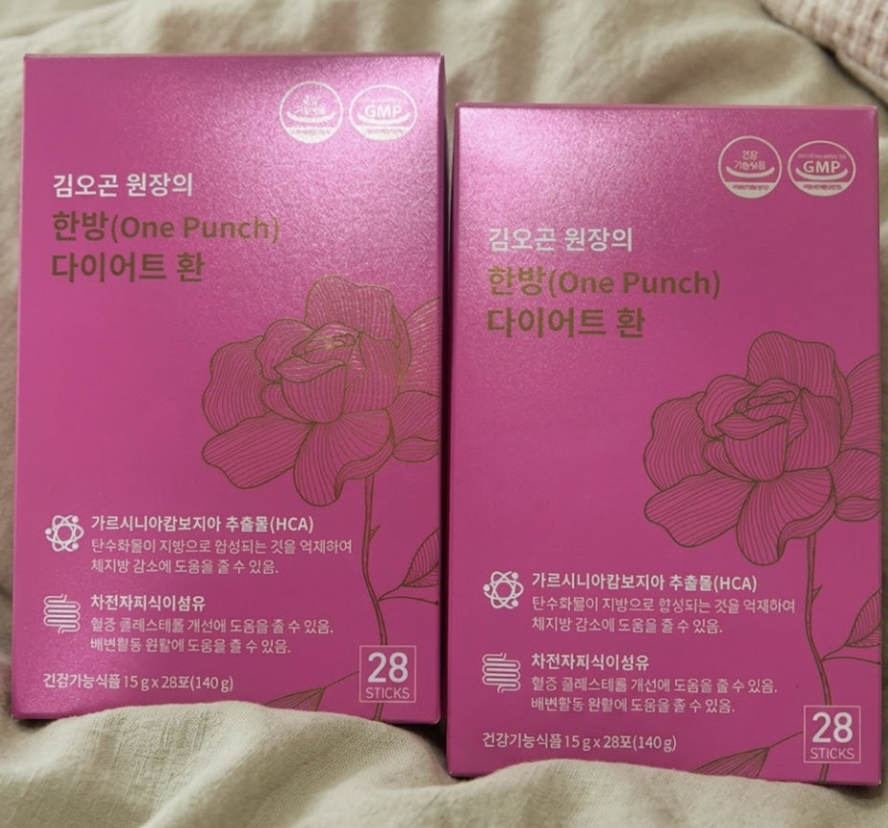 GMP
김오곤 원장의
한방(One Punch)
다이어트 환
가르시니아캄보지아 추출물(HCA)
탄수화물이 지방으로 합성되는 것을 억제하여
체지방 감소에 도움을 줄 수 있음.
차전자피식이섬유
혈중 콜레스테롤 개선에 도움을 줄 수 있음.
배변활동 원활에 도움을 줄 수 있음.
건강기능식품 15 g x 28포(140 g)
28
STICKS
건강
기능식품
GMP
김오곤 원장의
한방(One Punch)
다이어트 환
가르시니아캄보지아 추출물(HCA)
탄수화물이 지방으로 합성되는 것을 억제하여
체지방 감소에 도움을 줄 수 있음.
차전자피식이섬유
혈중 콜레스테롤 개선에 도움을 줄 수 있음.
배변활동 원활에 도움을 줄 수 있음.
건강기능식품 15 g x 28포(140 g)
28
STICKS